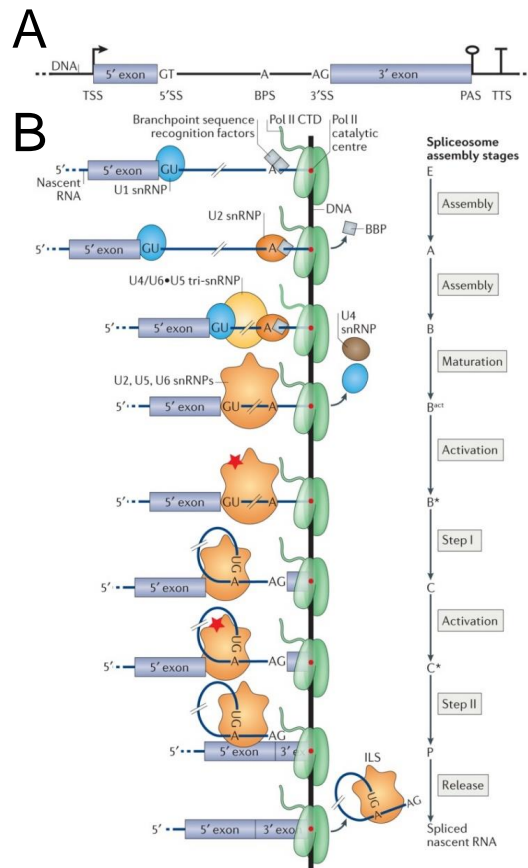 A
DNA
5′ exon
GT
A
AG
3′ exon
TSS
5′SS
BPS
3′SS
PAS
TTS
B
Branchpoint sequence
recognition factors
Pol II CTD
Pol II
catalytic
centre
Spliceosome
assembly stages
5′
5′ exon
GU
A
E
Nascent
RNA
U1 snRNP
DNA
Assembly
U2 snRNP
BBP
5′
5′ exon
GU
A
A
U4/U6•U5 tri-snRNP
Assembly
U4
snRNP
5′
5′ exon
GU
A
B
Maturation
U2, U5, U6 snRNPs
5′
5′ exon
GU
A
Bact
Activation
5′
5′ exon
GU
A
B*
Step I
5′
5′ exon
UG
A
AG
C
Activation
5′
5′ exon
UG
A
AG
C*
Step II
UG
A
AG
5′
5′ exon
3′ e
P
ILS
Release
UG
A
AG
5′
5′ exon
3′ exo
Spliced
nascent RNA